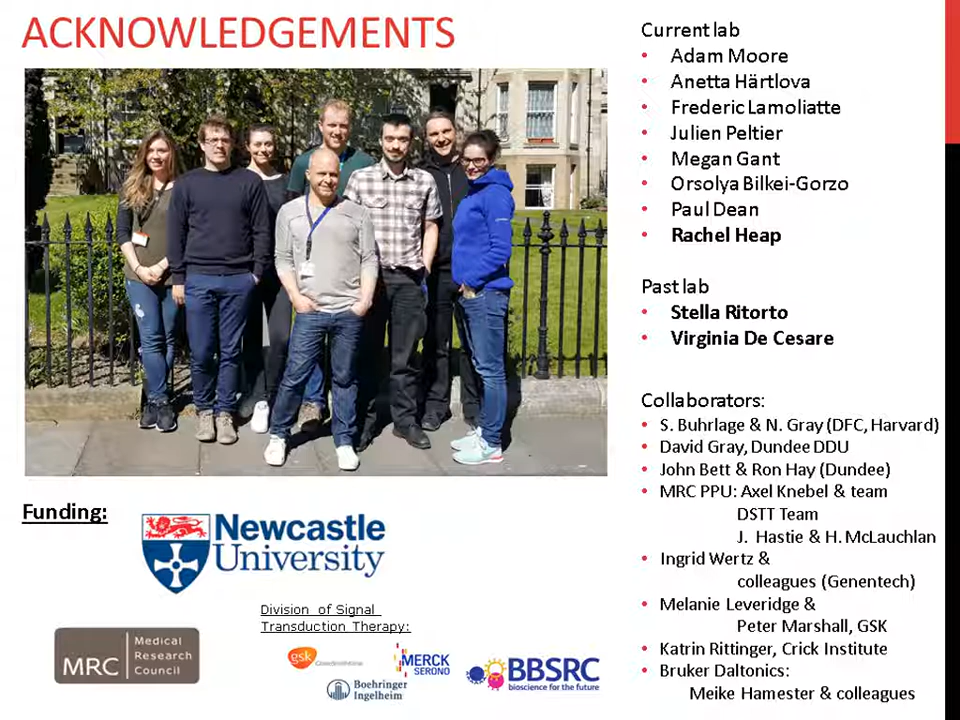 ACKNOWLEDGEMENTS
Current lab
• Adam Moore
• Anetta Härtlova
• Frederic Lamoliatte
• Julien Peltier
• Megan Gant
• Orsolya Bilkei-Gorzo
• Paul Dean
• Rachel Heap
Past lab
• Stella Ritorto
• Virginia De Cesare
Collaborators:
• S. Buhrlage & N. Gray (DFC, Harvard)
• David Gray, Dundee DDU
• John Bett & Ron Hay (Dundee)
• MRC PPU: Axel Knebel & team
DSTT Team
J. Hastie & H. McLauchlan
• Ingrid Wertz &
colleagues (Genentech)
• Melanie Leveridge &
Peter Marshall, GSK
• Katrin Rittinger, Crick Institute
• Bruker Daltonics:
Meike Hamester & colleagues
Funding:
Newcastle
University
Division of Signal
Transduction Therapy:
MRC
Medical
Research
Council
gsk GlaxoSmithKline
MERCK
SERONO
Boehringer
Ingelheim
BBSRC
bioscience for the future